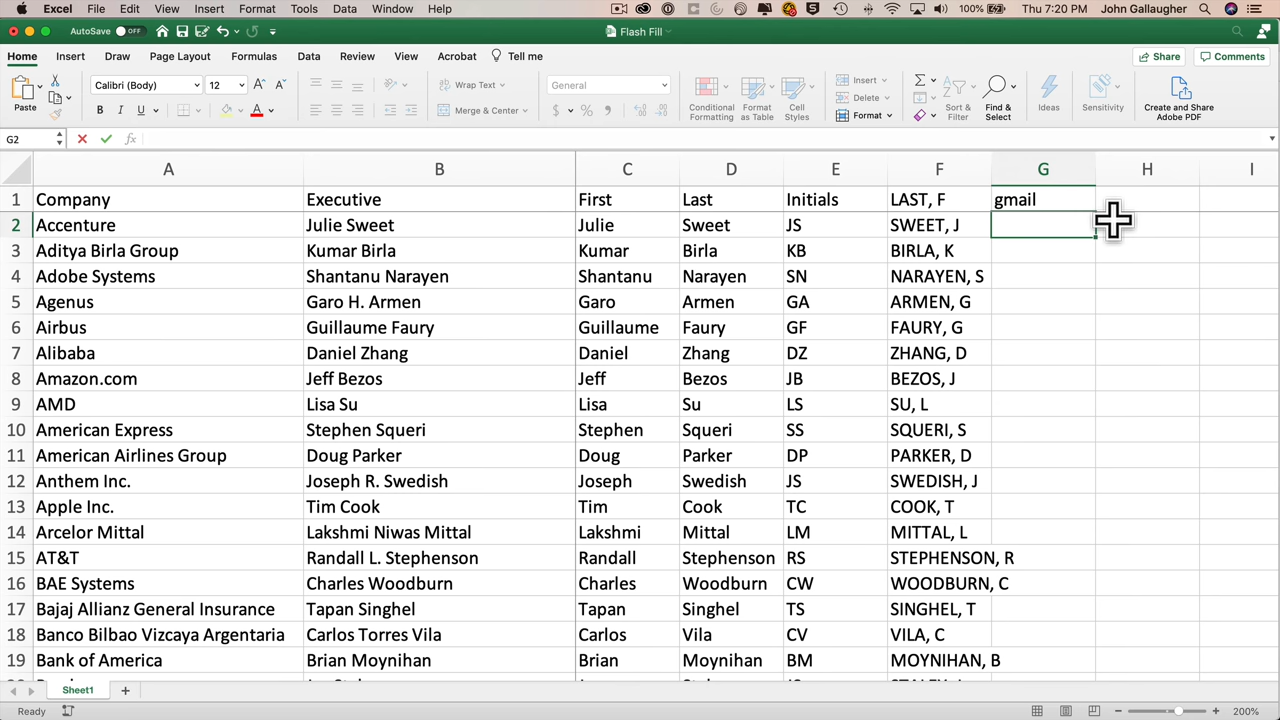 Excel File Edit View Insert Format Tools Data Window Help 100% Thu 7:20 PM John Gallaugher
AutoSave OFF Flash Fill
Home Insert Draw Page Layout Formulas Data Review View Acrobat Tell me Share Comments
Calibri (Body) 12 A A Wrap Text General Insert
Paste B I U A Merge & Center $ % Conditional Formatting Format as Table Cell Styles Delete Format Sort & Filter Find & Select Ideas Sensitivity Create and Share Adobe PDF
G2 fx
A B C D E F G H I
1 Company Executive First Last Initials LAST, F gmail
2 Accenture Julie Sweet Julie Sweet JS SWEET, J
3 Aditya Birla Group Kumar Birla Kumar Birla KB BIRLA, K
4 Adobe Systems Shantanu Narayen Shantanu Narayen SN NARAYEN, S
5 Agenus Garo H. Armen Garo Armen GA ARMEN, G
6 Airbus Guillaume Faury Guillaume Faury GF FAURY, G
7 Alibaba Daniel Zhang Daniel Zhang DZ ZHANG, D
8 Amazon.com Jeff Bezos Jeff Bezos JB BEZOS, J
9 AMD Lisa Su Lisa Su LS SU, L
10 American Express Stephen Squeri Stephen Squeri SS SQUERI, S
11 American Airlines Group Doug Parker Doug Parker DP PARKER, D
12 Anthem Inc. Joseph R. Swedish Joseph Swedish JS SWEDISH, J
13 Apple Inc. Tim Cook Tim Cook TC COOK, T
14 Arcelor Mittal Lakshmi Niwas Mittal Lakshmi Mittal LM MITTAL, L
15 AT&T Randall L. Stephenson Randall Stephenson RS STEPHENSON, R
16 BAE Systems Charles Woodburn Charles Woodburn CW WOODBURN, C
17 Bajaj Allianz General Insurance Tapan Singhel Tapan Singhel TS SINGHEL, T
18 Banco Bilbao Vizcaya Argentaria Carlos Torres Vila Carlos Vila CV VILA, C
19 Bank of America Brian Moynihan Brian Moynihan BM MOYNIHAN, B
Sheet1 +
Ready 200%